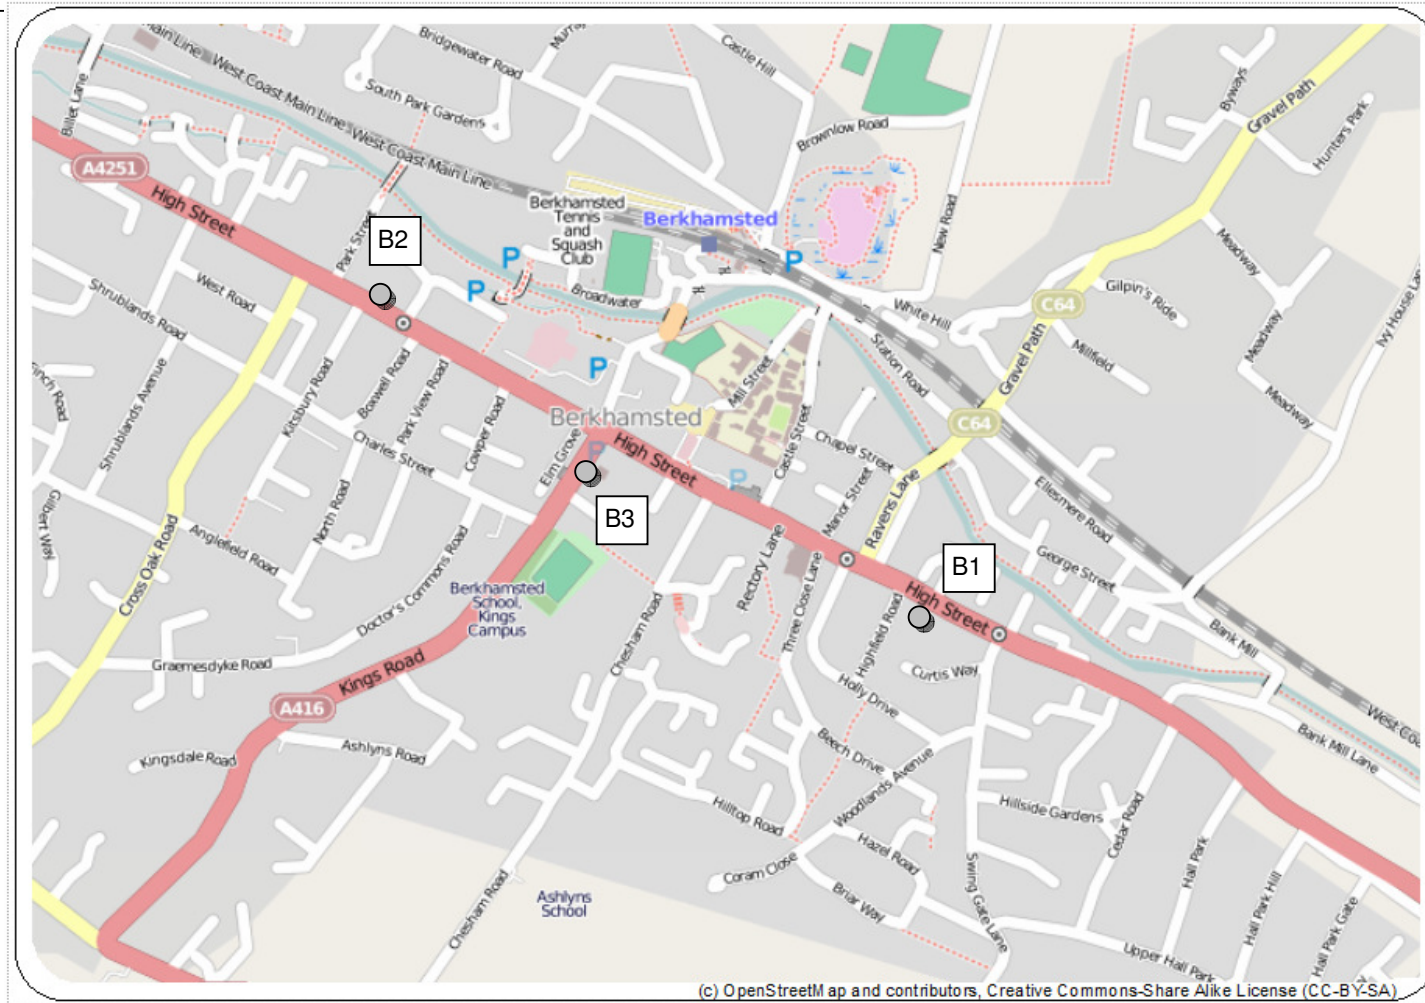 Main Line
West Coast Main Line
West Coast Main Line
Bridgewater Road
Castle Hill
Billet Lane
South Park Gardens
Brownlow Road
Byways
Gravel Path
Hunters Park
A4251
High Street
Park Street
B2
Berkhamsted
Tennis
and
Squash
Club
Berkhamsted
P
P
P
Broadwater
New Road
White Hill
Meadway
Gilpin's Ride
C64
Ivy House Lane
West Road
Shrublands Road
Shrublands Avenue
Kitsbury Road
Boxwell Road
Park View Road
Cowper Road
Charles Street
P
Mill Street
Station Road
Gravel Path
Millfield
Meadway
Meadway
C64
Berkhamsted
High Street
Elm Grove
P
P
B3
Castle Street
Chapel Street
Manor Street
Ravens Lane
Ellesmere Road
George Street
Gilbert Way
Anglefield Road
North Road
Cross Oak Road
Doctor's Commons Road
Berkhamsted
School,
Kings
Campus
Rectory Lane
Three Close Lane
B1
High Street
Highfield Road
Bank Mill
Graemesdyke Road
Kings Road
Chesham Road
Curtis Way
Holly Drive
A416
Kingsdale Road
Ashlyns Road
Beech Drive
Woodlands Avenue
Bank Mill Lane
Hilltop Road
Hillside Gardens
Cedar Road
Hazel Road
Coram Close
Briar Way
Swing Gate Lane
Hall Park
Hall Park Hill
Hall Park Gate
Upper Hall Park
Chesham Road
Ashlyns
School
(c) OpenStreetMap and contributors, Creative Commons-Share Alike License (CC-BY-SA)